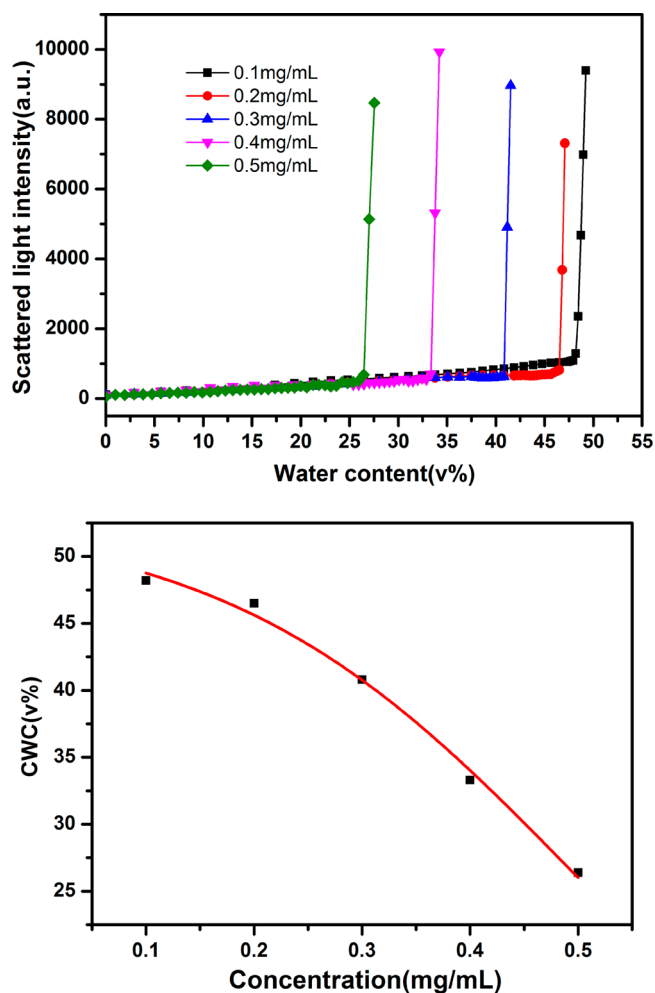 10000
8000
6000
4000
2000
0
Scattered light intensity(a.u.)
0.1mg/mL
0.2mg/mL
0.3mg/mL
0.4mg/mL
0.5mg/mL
0 5 10 15 20 25 30 35 40 45 50 55
Water content(v%)
50
45
40
35
30
25
CWC(v%)
0.1 0.2 0.3 0.4 0.5
Concentration(mg/mL)